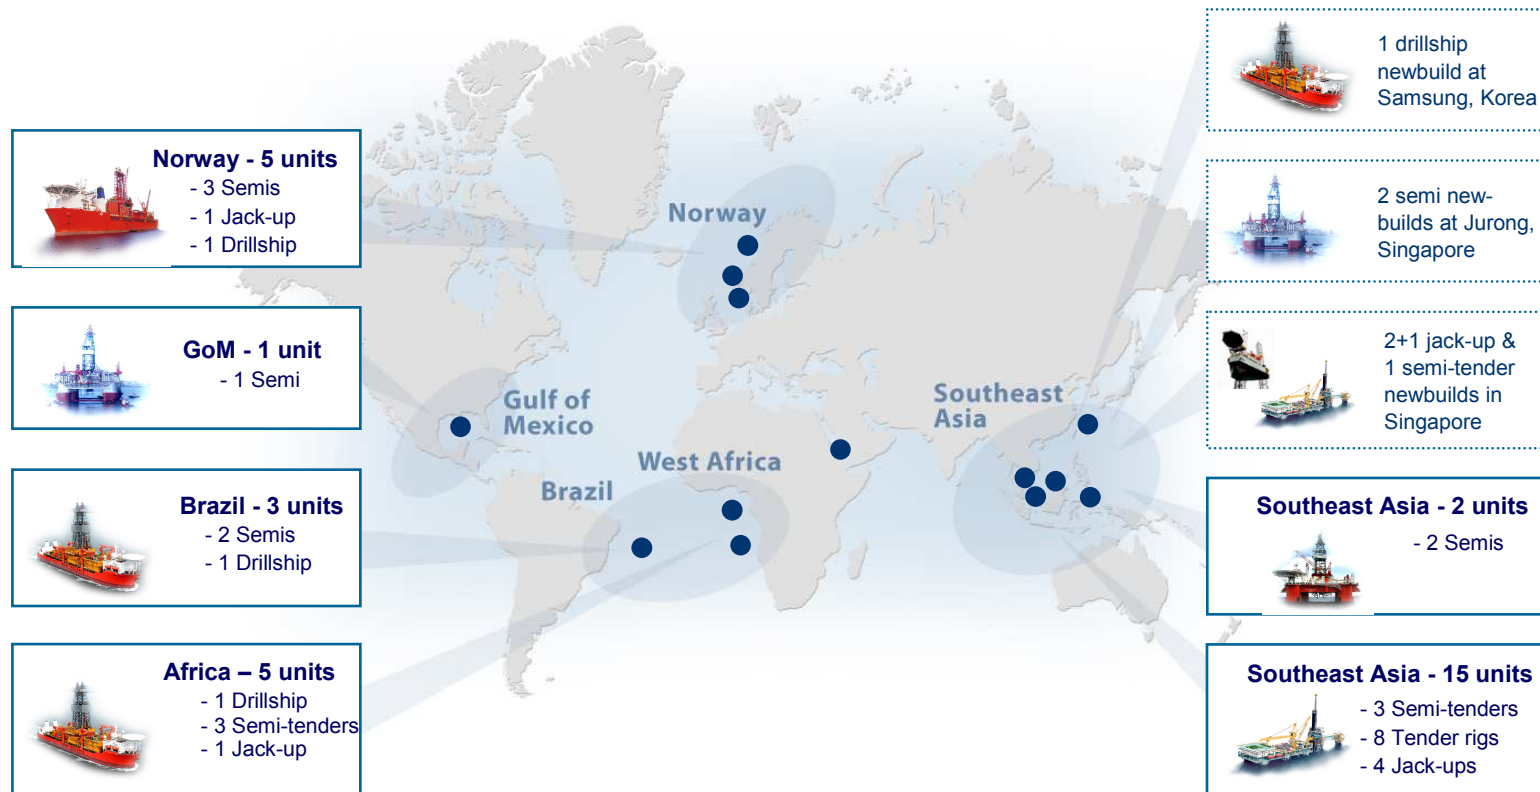 Norway - 5 units
- 3 Semis
- 1 Jack-up
- 1 Drillship
GoM - 1 unit
- 1 Semi
Brazil - 3 units
- 2 Semis
- 1 Drillship
Africa – 5 units
- 1 Drillship
- 3 Semi-tenders
- 1 Jack-up
Norway
Gulf of
Mexico
West Africa
Brazil
Southeast
Asia
1 drillship
newbuild at
Samsung, Korea
2 semi new-
builds at Jurong,
Singapore
2+1 jack-up &
1 semi-tender
newbuilds in
Singapore
Southeast Asia - 2 units
- 2 Semis
Southeast Asia - 15 units
- 3 Semi-tenders
- 8 Tender rigs
- 4 Jack-ups